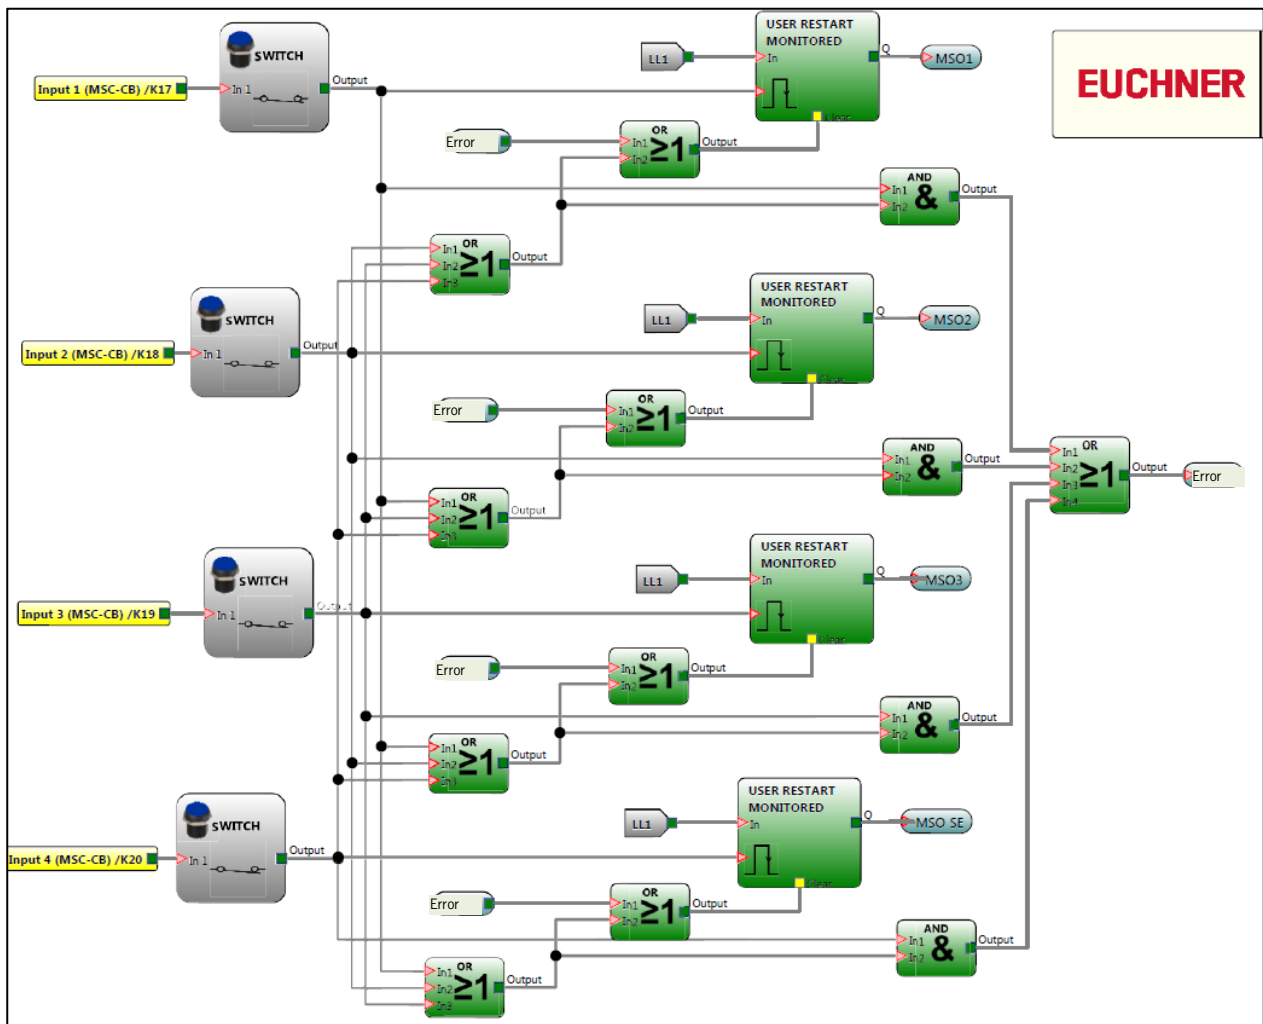 USER RESTART
MONITORED
LL1
In
Q
MSO1
Clear
EUCHNER
SWITCH
Input 1 (MSC-CB) /K17
In 1
Output
Error
OR
In1
In2
≥1
Output
AND
In1
In2
&
Output
OR
In1
In2
In3
≥1
Output
USER RESTART
MONITORED
LL1
In
Q
MSO2
Clear
SWITCH
Input 2 (MSC-CB) /K18
In 1
Output
Error
OR
In1
In2
≥1
Output
AND
In1
In2
&
Output
OR
In1
In2
In3
In4
≥1
Output
Error
OR
In1
In2
In3
≥1
Output
USER RESTART
MONITORED
LL1
In
Q
MSO3
Clear
SWITCH
Input 3 (MSC-CB) /K19
In 1
Output
Error
OR
In1
In2
≥1
Output
AND
In1
In2
&
Output
OR
In1
In2
In3
≥1
Output
USER RESTART
MONITORED
LL1
In
Q
MSO SE
Clear
SWITCH
Input 4 (MSC-CB) /K20
In 1
Output
Error
OR
In1
In2
≥1
Output
AND
In1
In2
&
Output
OR
In1
In2
In3
≥1
Output